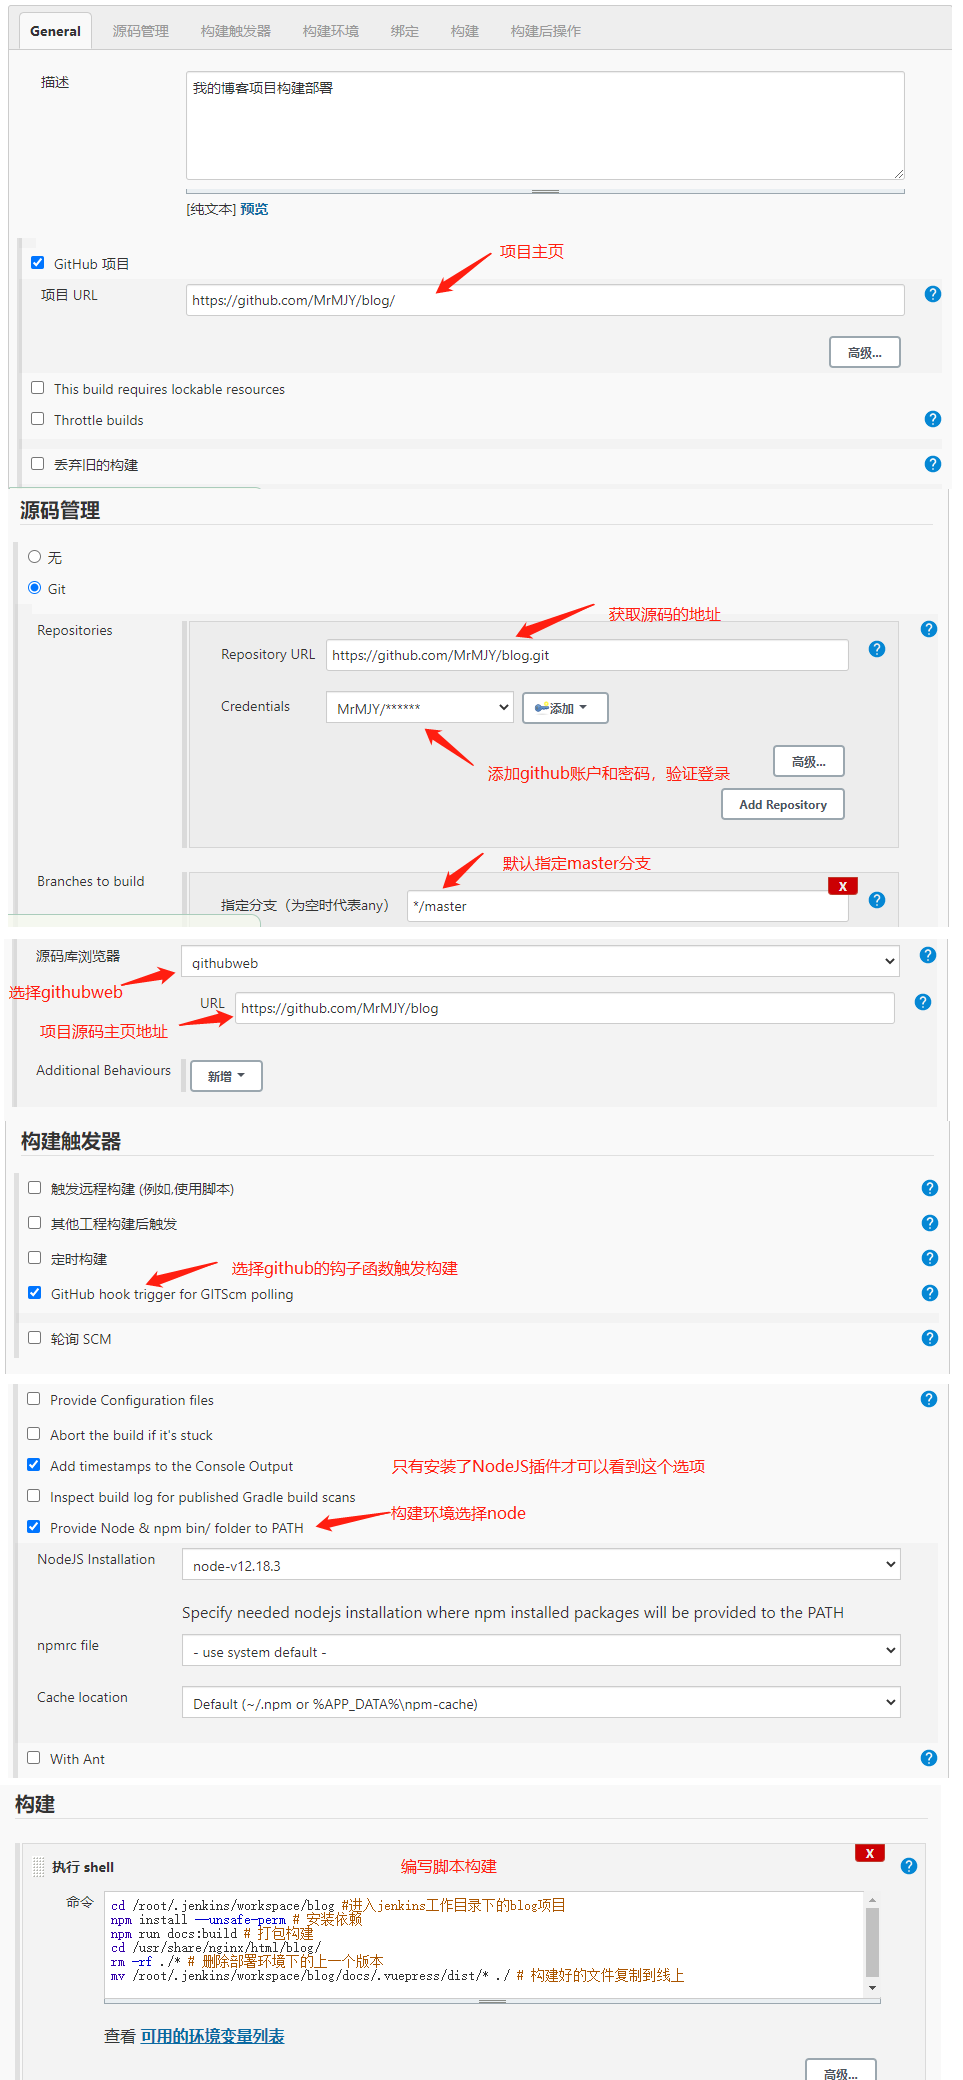 General 源码管理 构建触发器 构建环境 绑定 构建 构建后操作
描述
我的博客项目构建部署
[纯文本] 预览
项目主页
GitHub 项目
项目 URL
https://github.com/MrMJY/blog/
高级...
This build requires lockable resources
Throttle builds
丢弃旧的构建
源码管理
无
Git
获取源码的地址
Repositories
Repository URL https://github.com/MrMJY/blog.git
Credentials MrMJY/****** 添加
添加github账户和密码，验证登录
高级...
Add Repository
默认指定master分支
Branches to build
X
指定分支（为空时代表any） */master
源码库浏览器 githubweb
选择githubweb
URL https://github.com/MrMJY/blog
项目源码主页地址
Additional Behaviours 新增
构建触发器
触发远程构建 (例如,使用脚本)
其他工程构建后触发
定时构建
选择github的钩子函数触发构建
GitHub hook trigger for GITScm polling
轮询 SCM
Provide Configuration files
Abort the build if it's stuck
Add timestamps to the Console Output
只有安装了NodeJS插件才可以看到这个选项
Inspect build log for published Gradle build scans
构建环境选择node
Provide Node & npm bin/ folder to PATH
NodeJS Installation node-v12.18.3
Specify needed nodejs installation where npm installed packages will be provided to the PATH
npmrc file - use system default -
Cache location Default (~/.npm or %APP_DATA%\npm-cache)
With Ant
构建
X
执行 shell
编写脚本构建
命令
cd /root/.jenkins/workspace/blog #进入jenkins工作目录下的blog项目
npm install --unsafe-perm # 安装依赖
npm run docs:build # 打包构建
cd /usr/share/nginx/html/blog/
rm -rf ./* # 删除部署环境下的上一个版本
mv /root/.jenkins/workspace/blog/docs/.vuepress/dist/* ./ # 构建好的文件复制到线上
查看 可用的环境变量列表
高级...